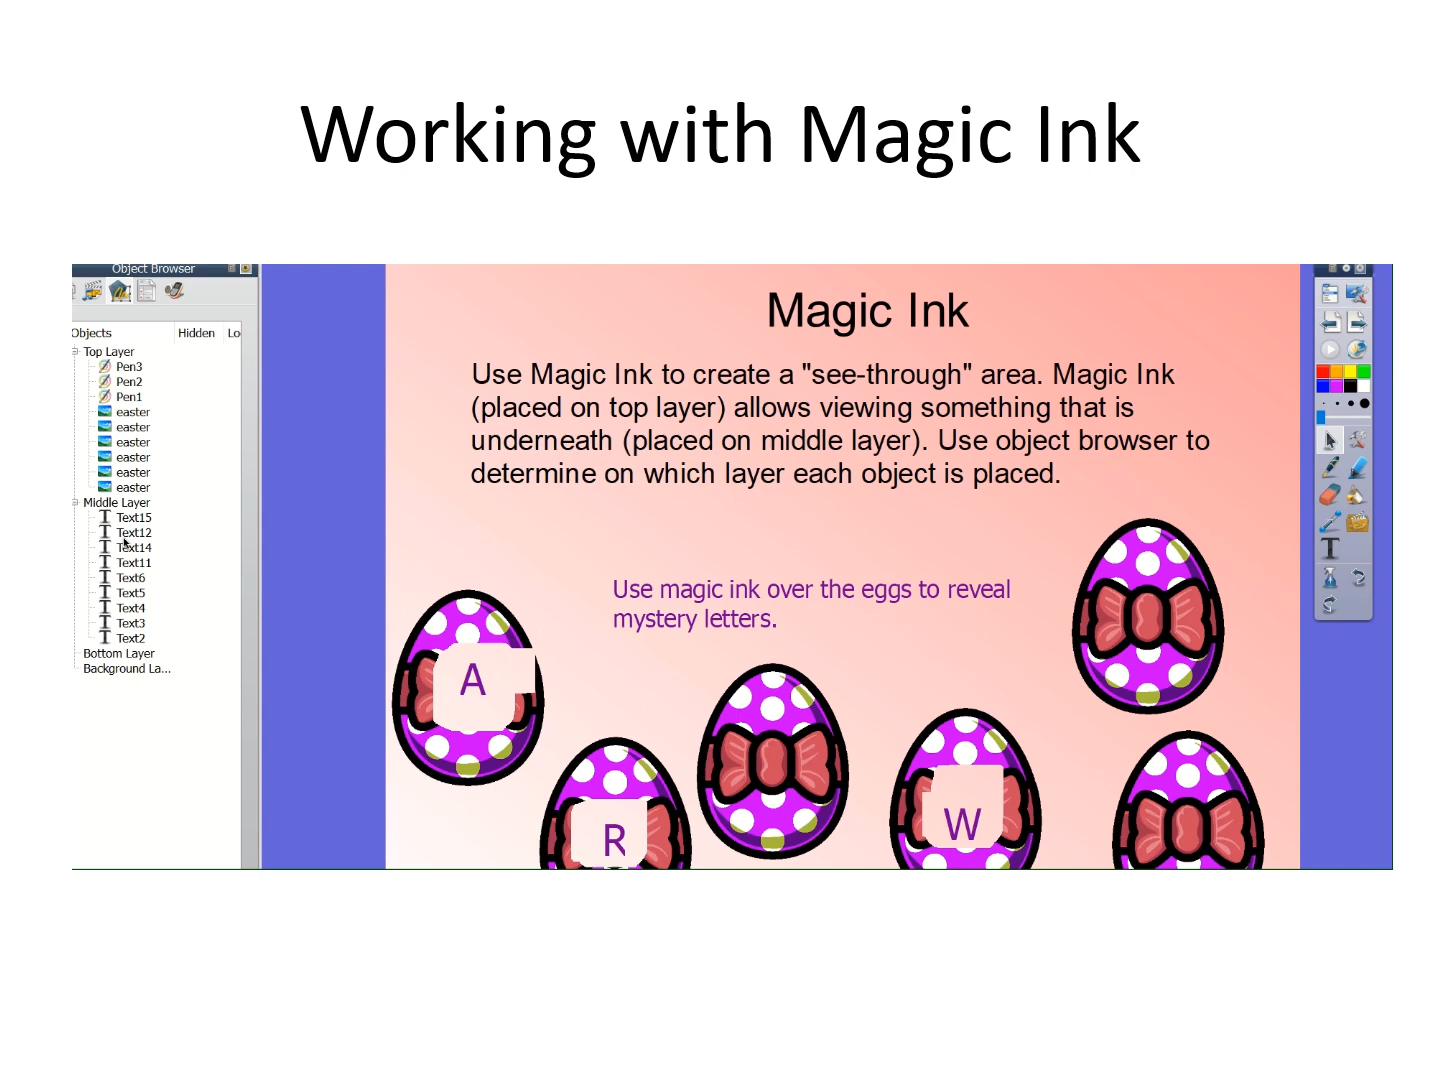 Working with Magic Ink
Object Browser
Objects Hidden Lo
Top Layer
Pen3
Pen2
Pen1
easter
easter
easter
easter
easter
easter
Middle Layer
Text15
Text12
Text14
Text11
Text6
Text5
Text4
Text3
Text2
Bottom Layer
Background La...
Magic Ink
Use Magic Ink to create a "see-through" area. Magic Ink
(placed on top layer) allows viewing something that is
underneath (placed on middle layer). Use object browser to
determine on which layer each object is placed.
Use magic ink over the eggs to reveal
mystery letters.
A
R
W
T